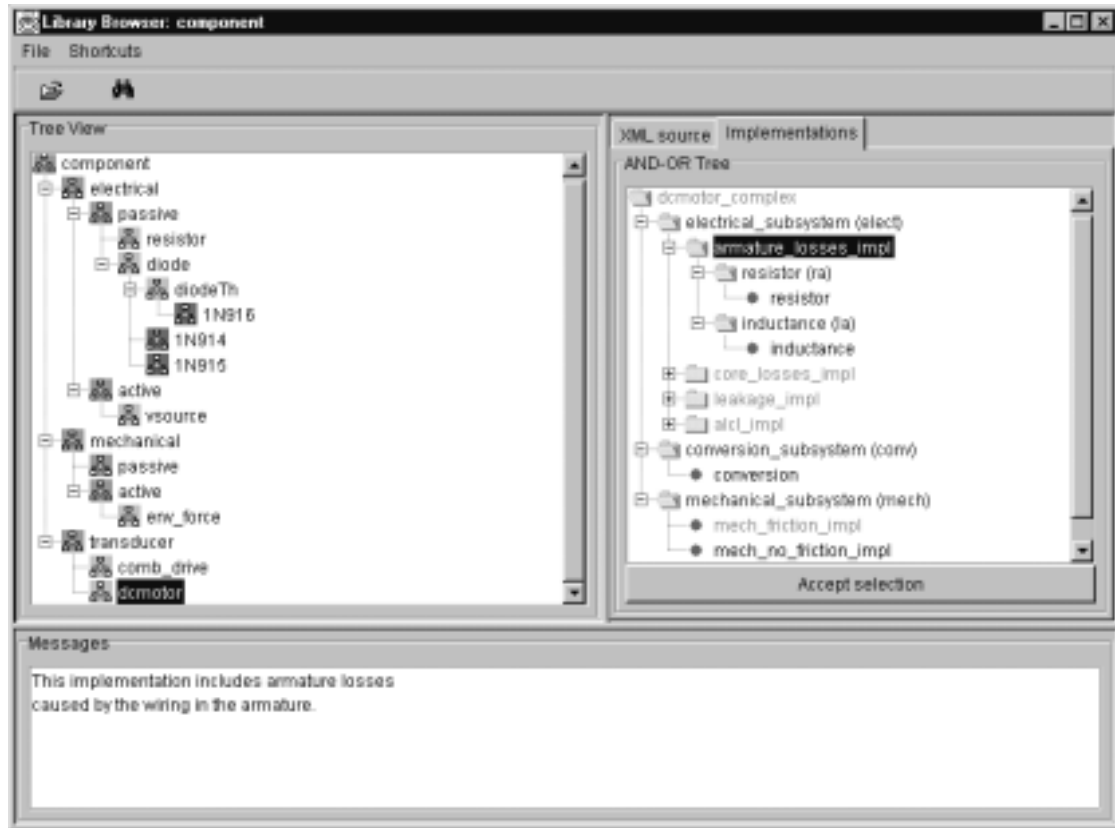 Library Browser: component
File Shortcuts
Tree View
component
electrical
passive
resistor
diode
diodeTh
1N916
1N914
1N915
active
vsource
mechanical
passive
active
env_force
transducer
comb_drive
dcmotor
XML source Implementations
AND-OR Tree
dcmotor_complex
electrical_subsystem (elect)
armature_losses_impl
resistor (ra)
resistor
inductance (la)
inductance
core_losses_impl
leakage_impl
alcl_impl
conversion_subsystem (conv)
conversion
mechanical_subsystem (mech)
mech_friction_impl
mech_no_friction_impl
Accept selection
Messages
This implementation includes armature losses
caused by the wiring in the armature.